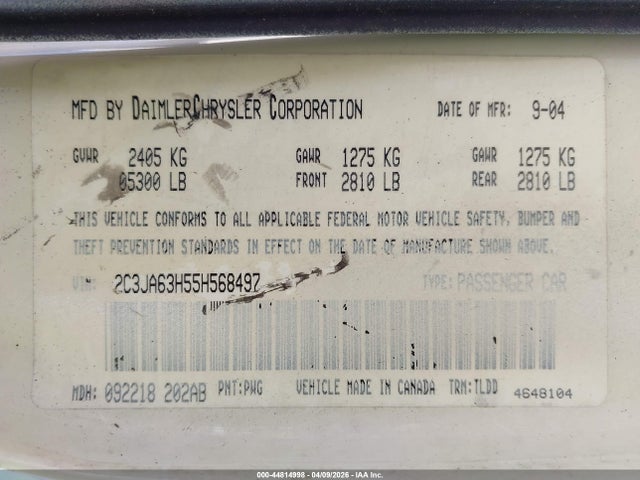 MFD BY DAIMLERCHRYSLER CORPORATION DATE OF MFR: 9-04
GVWR 2405 KG GAWR 1275 KG GAWR 1275 KG
05300 LB FRONT 2810 LB REAR 2810 LB
THIS VEHICLE CONFORMS TO ALL APPLICABLE FEDERAL MOTOR VEHICLE SAFETY, BUMPER AND
THEFT PREVENTION STANDARDS IN EFFECT ON THE DATE OF MANUFACTURE SHOWN ABOVE.
VIN: 2C3JA63H55H568497 TYPE: PASSENGER CAR
MDH: 092218 202AB PNT:PWG VEHICLE MADE IN CANADA TRN:TLDD 4648104
000-44814998 - 04/09/2026 - IAA Inc.